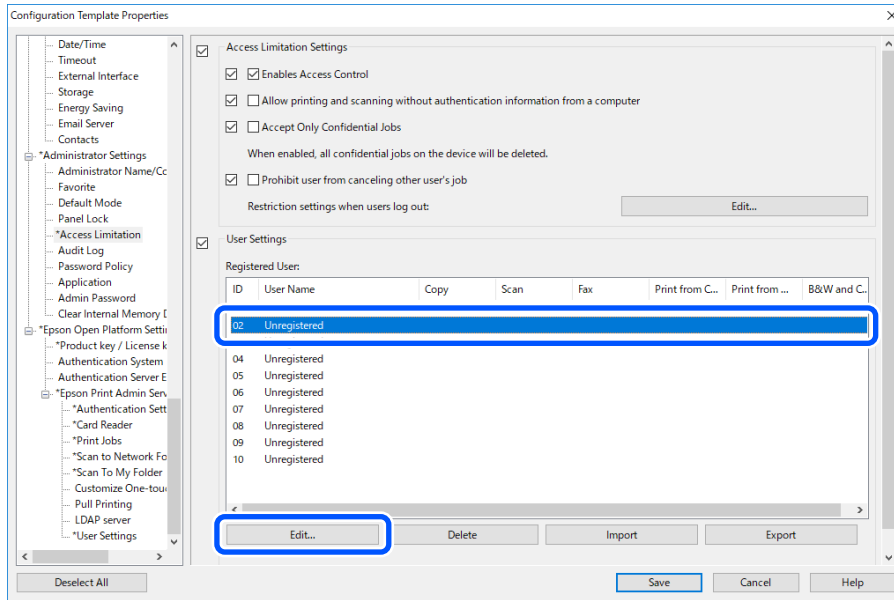 Configuration Template Properties
Date/Time
Timeout
External Interface
Storage
Energy Saving
Email Server
Contacts
*Administrator Settings
Administrator Name/Co
Favorite
Default Mode
Panel Lock
*Access Limitation
Audit Log
Password Policy
Application
Admin Password
Clear Internal Memory D
*Epson Open Platform Settin
*Product key / License k
Authentication System
Authentication Server E
*Epson Print Admin Serv
*Authentication Sett
*Card Reader
*Print Jobs
*Scan to Network Fo
*Scan To My Folder
Customize One-tou
Pull Printing
LDAP server
*User Settings
Access Limitation Settings
Enables Access Control
Allow printing and scanning without authentication information from a computer
Accept Only Confidential Jobs
When enabled, all confidential jobs on the device will be deleted.
Prohibit user from canceling other user's job
Restriction settings when users log out: Edit...
User Settings
Registered User:
ID User Name Copy Scan Fax Print from C... Print from ... B&W and C..
02 Unregistered
04 Unregistered
05 Unregistered
06 Unregistered
07 Unregistered
08 Unregistered
09 Unregistered
10 Unregistered
Edit... Delete Import Export
Deselect All Save Cancel Help